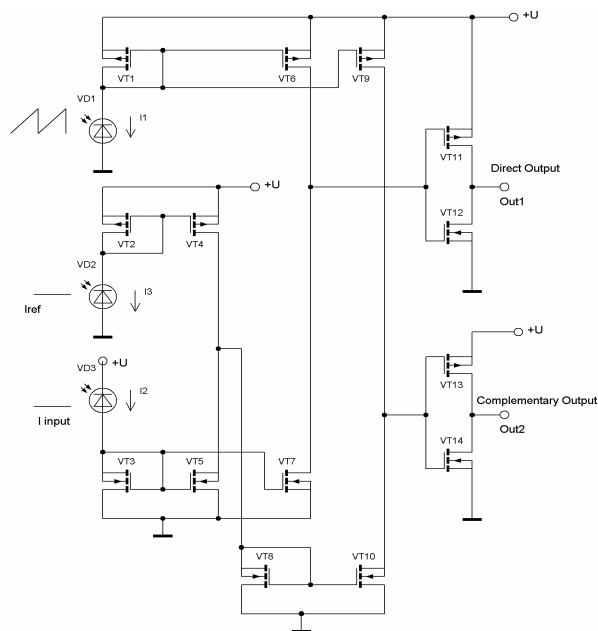 +U
VT1
VT6
VT9
VD1
I1
VT11
Direct Output
Out1
VT12
+U
VT2
VT4
VD2
I3
Iref
+U
VD3
I2
I input
+U
VT13
Complementary Output
Out2
VT14
VT3
VT5
VT7
VT8
VT10